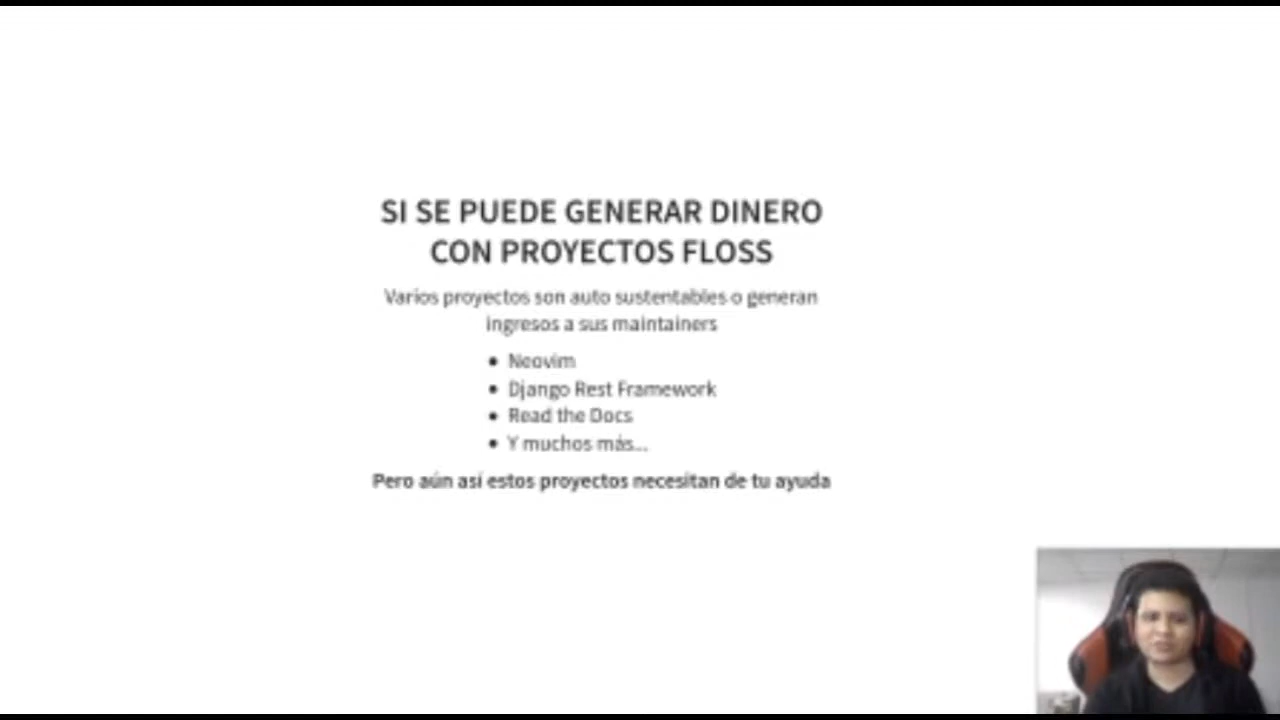 SI SE PUEDE GENERAR DINERO
CON PROYECTOS FLOSS
Varios proyectos son auto sustentables o generan
ingresos a sus maintainers
• Neovim
• Django Rest Framework
• Read the Docs
• Y muchos más...
Pero aún así estos proyectos necesitan de tu ayuda